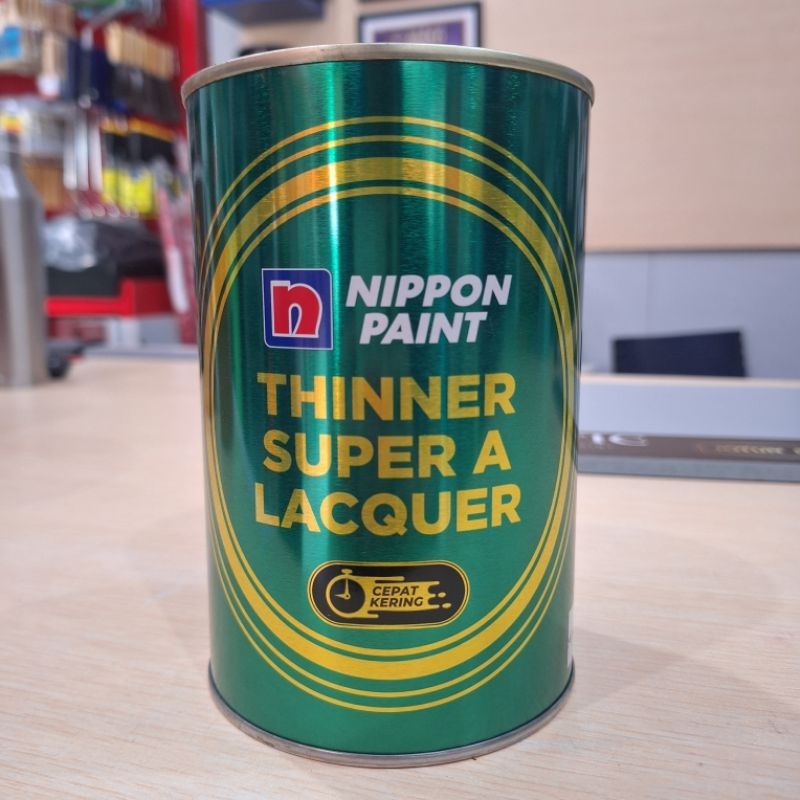 n
NIPPON
PAINT
THINNER
SUPER A
LACQUER
CEPAT
KERING